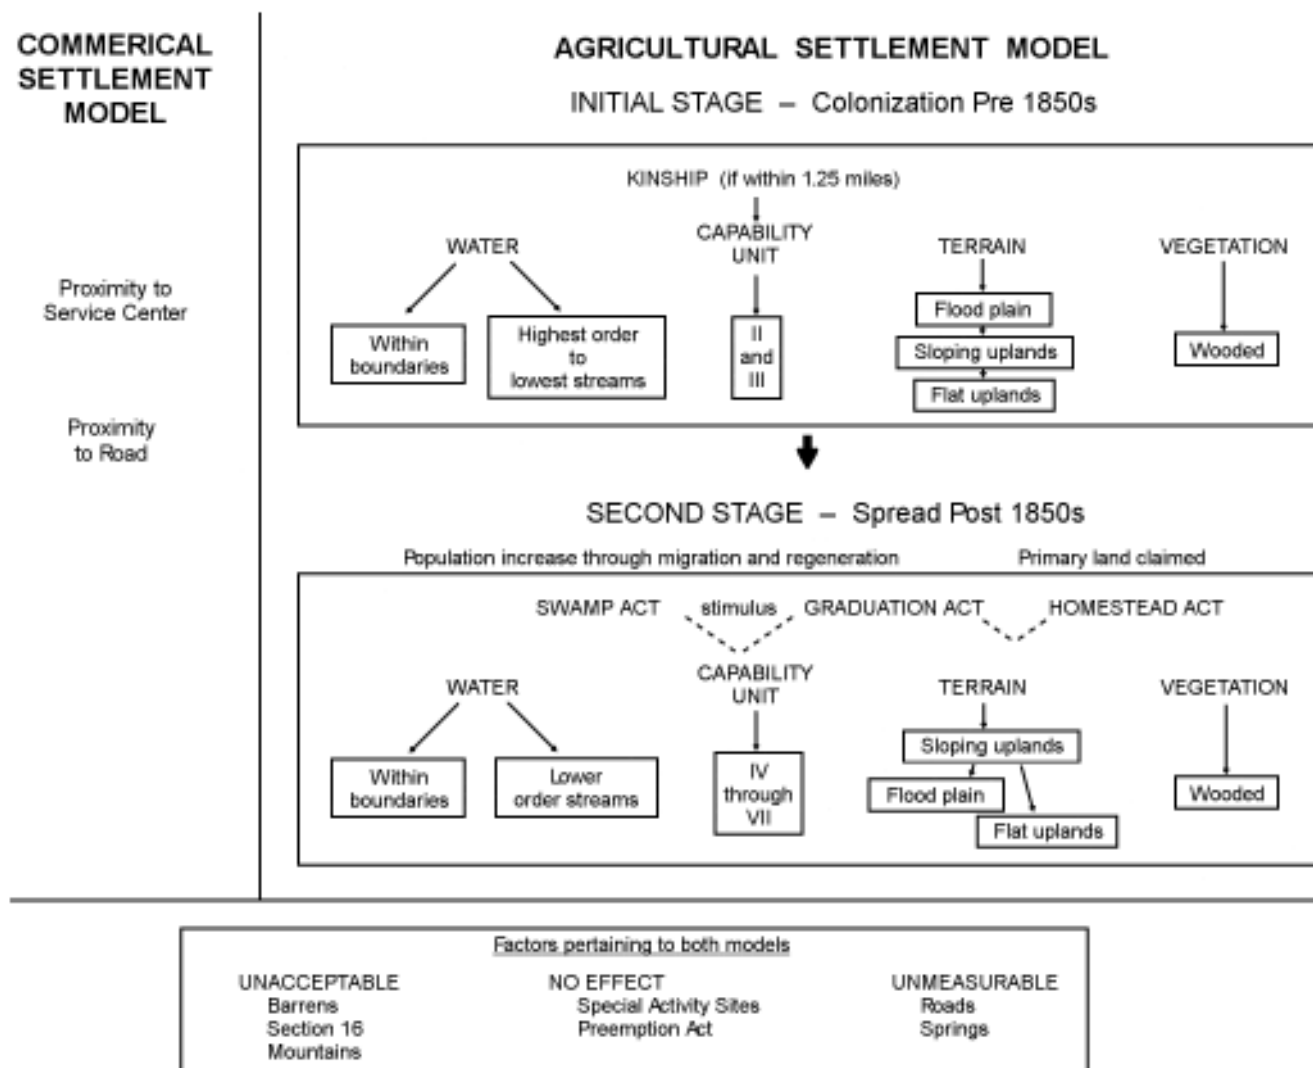 COMMERICAL
SETTLEMENT
MODEL
Proximity to
Service Center
Proximity
to Road
AGRICULTURAL SETTLEMENT MODEL
INITIAL STAGE – Colonization Pre 1850s
KINSHIP (if within 1.25 miles)
WATER
Within
boundaries
Highest order
to
lowest streams
CAPABILITY
UNIT
II
and
III
TERRAIN
Flood plain
Sloping uplands
Flat uplands
VEGETATION
Wooded
SECOND STAGE – Spread Post 1850s
Population increase through migration and regeneration
Primary land claimed
SWAMP ACT stimulus GRADUATION ACT HOMESTEAD ACT
WATER
Within
boundaries
Lower
order streams
CAPABILITY
UNIT
IV
through
VII
TERRAIN
Sloping uplands
Flood plain
Flat uplands
VEGETATION
Wooded
Factors pertaining to both models
UNACCEPTABLE
Barrens
Section 16
Mountains
NO EFFECT
Special Activity Sites
Preemption Act
UNMEASURABLE
Roads
Springs